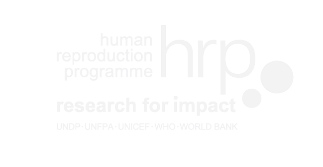 human
reproduction
programme
hrp
research for impact
UNDP · UNFPA · UNICEF · WHO · WORLD BANK